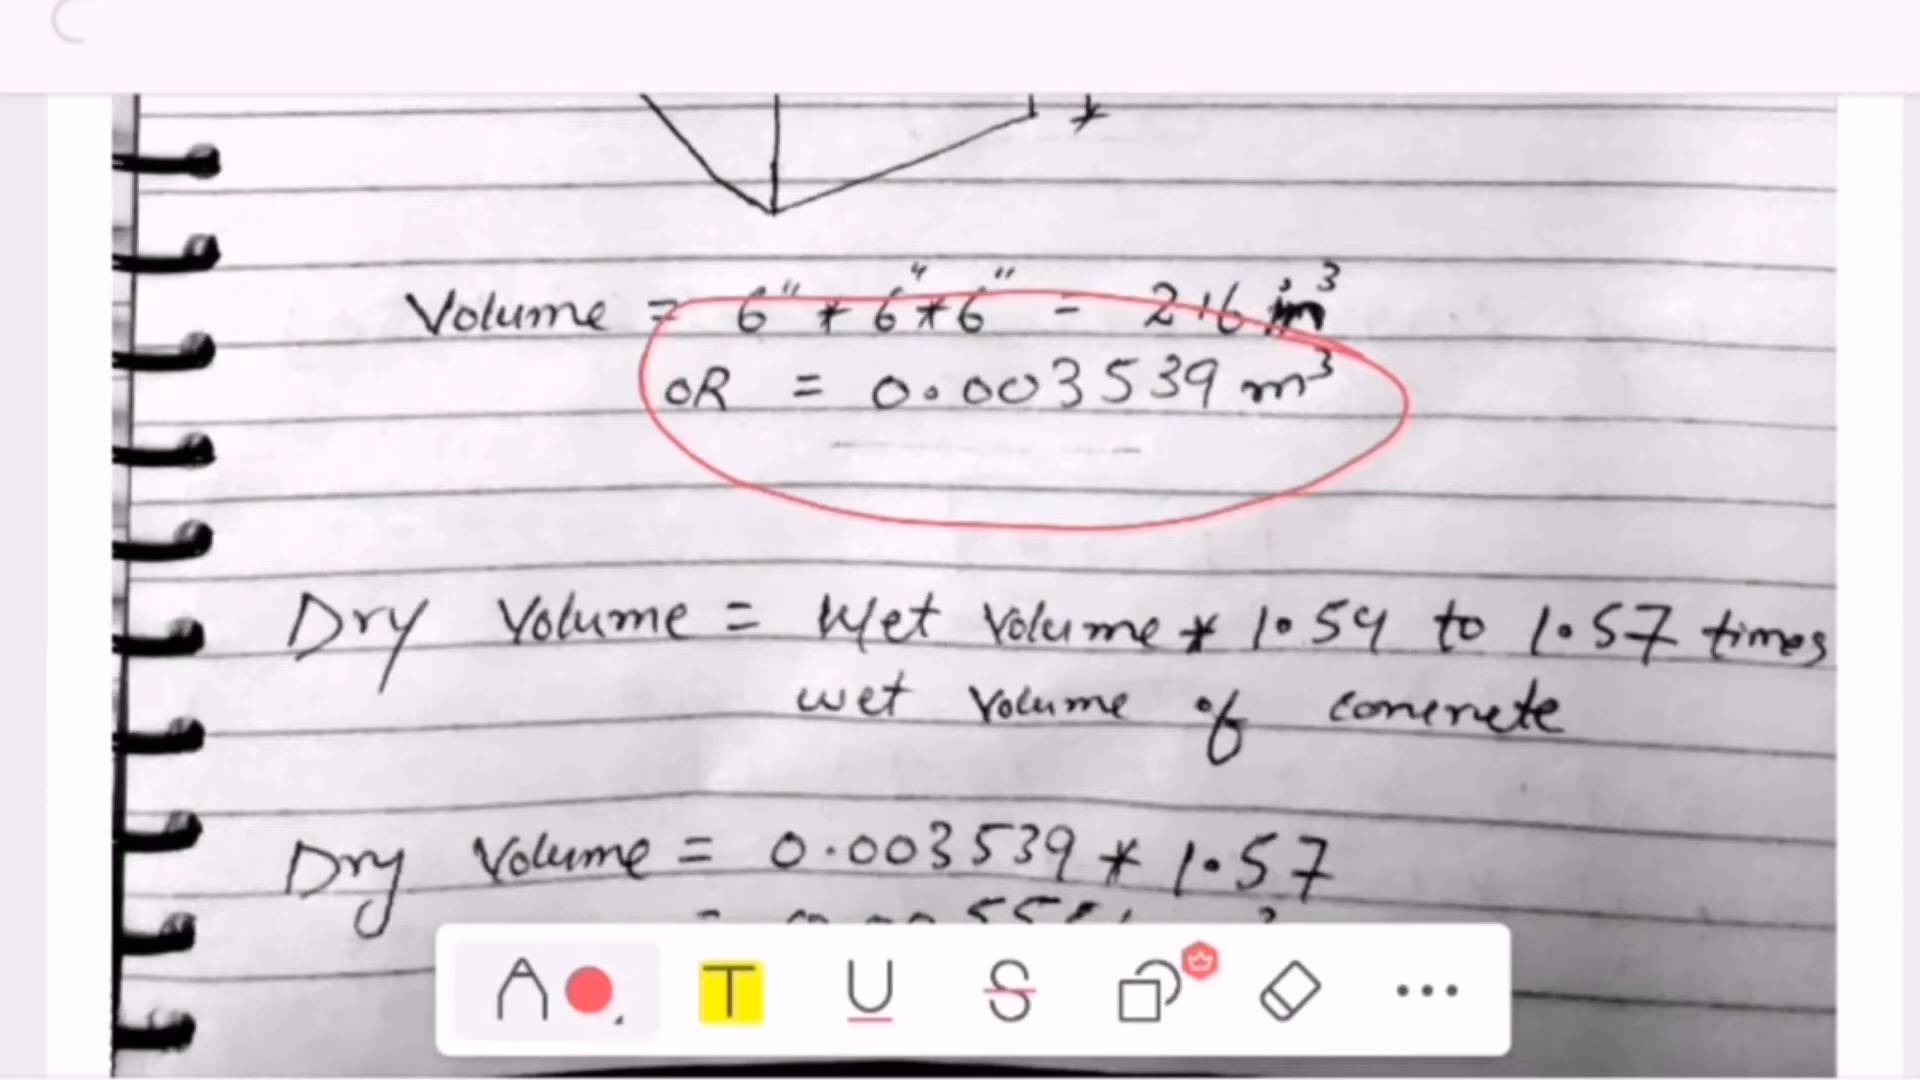 Volume = 6" * 6" * 6" = 216 in³
OR = 0.003539 m³
Dry Volume = Wet Volume * 1.54 to 1.57 times
wet Volume of concrete
Dry Volume = 0.003539 * 1.57